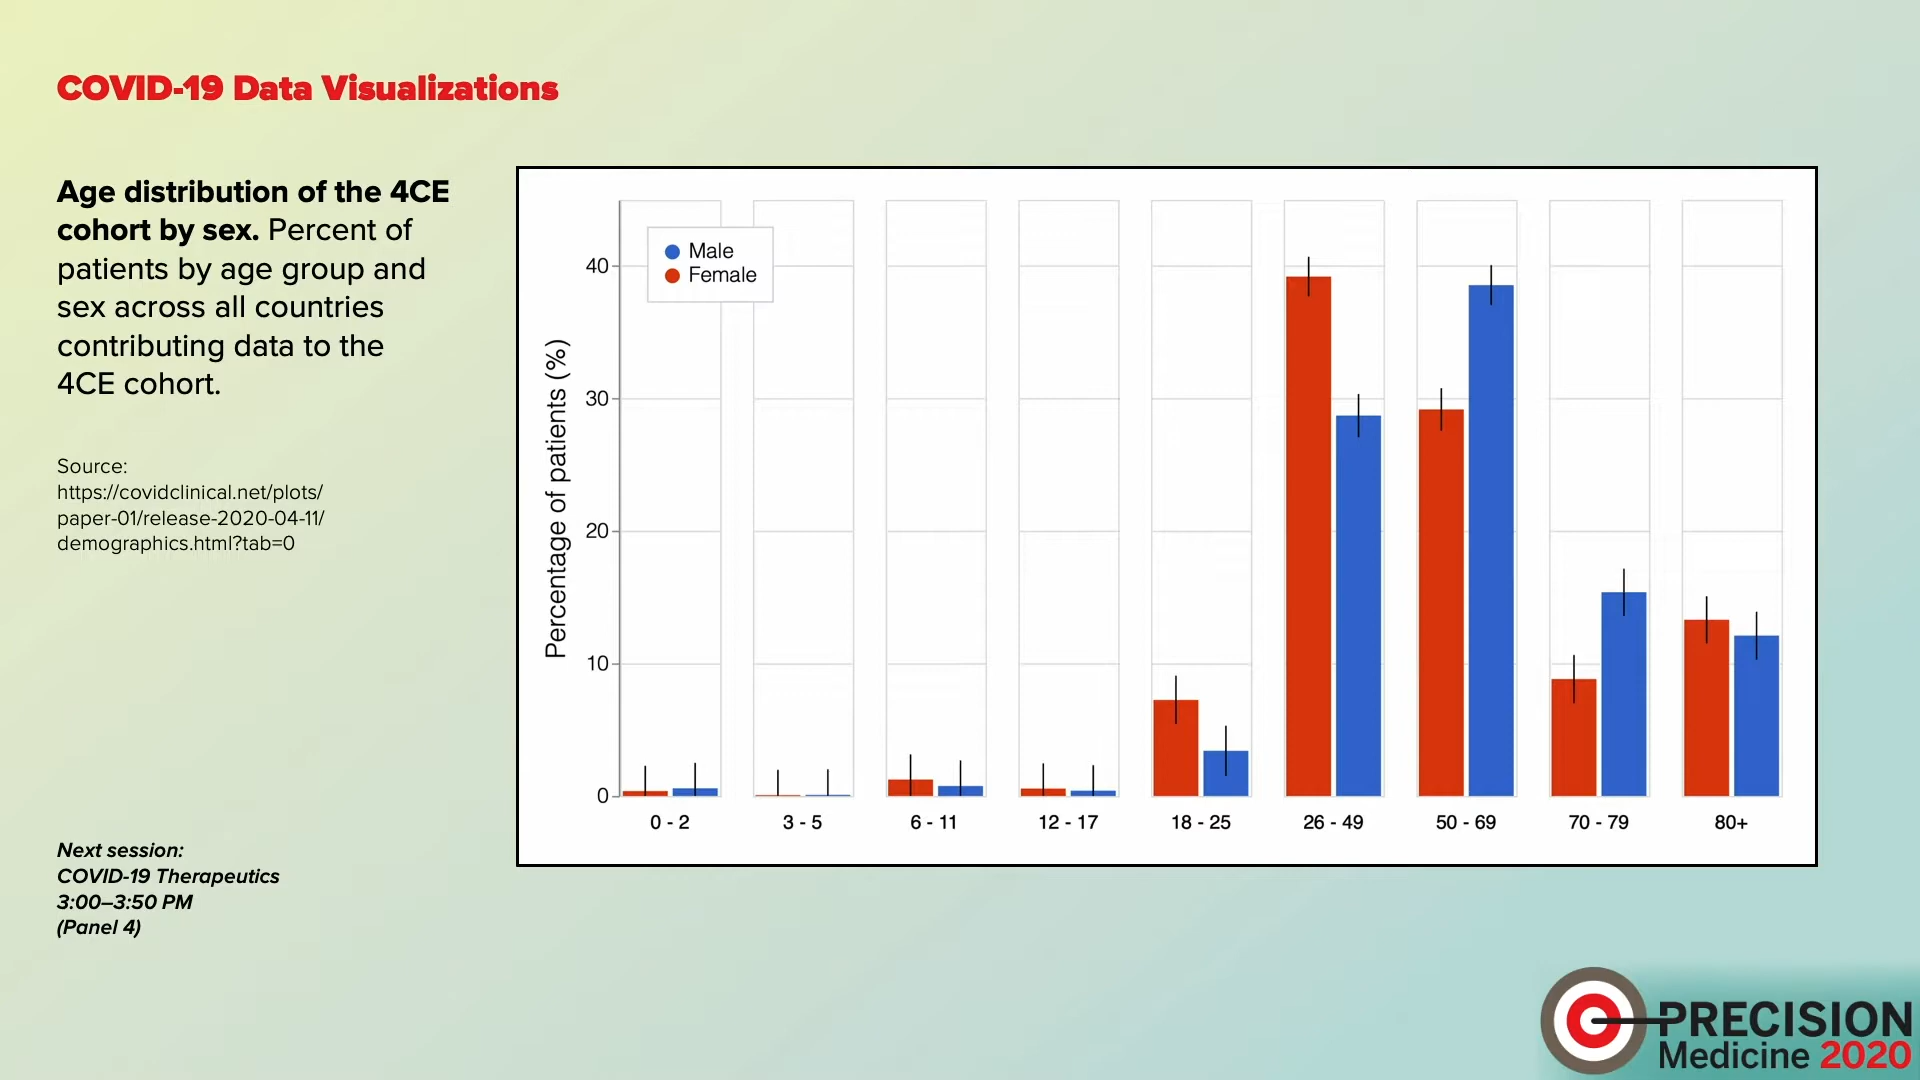 COVID-19 Data Visualizations
Age distribution of the 4CE
cohort by sex. Percent of
patients by age group and
sex across all countries
contributing data to the
4CE cohort.
Source:
https://covidclinical.net/plots/
paper-01/release-2020-04-11/
demographics.html?tab=0
Next session:
COVID-19 Therapeutics
3:00–3:50 PM
(Panel 4)
Male
Female
Percentage of patients (%)
40
30
20
10
0
0 - 2
3 - 5
6 - 11
12 - 17
18 - 25
26 - 49
50 - 69
70 - 79
80+
PRECISION
Medicine 2020